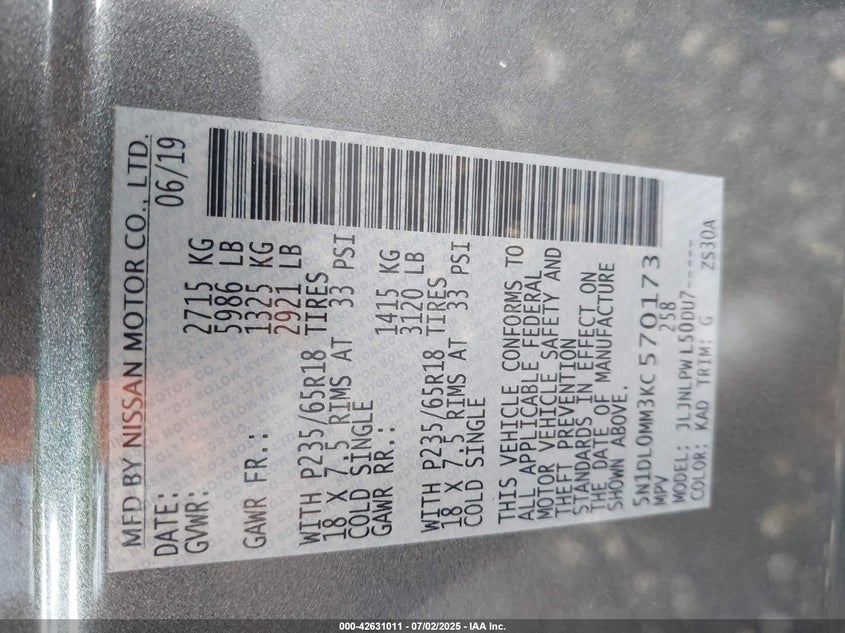 MFD BY NISSAN MOTOR CO., LTD.
DATE: 06/19
GVWR: 2715 KG
5986 LB
GAWR FR.: 1325 KG
2921 LB
WITH P235/65R18 TIRES
18 X 7.5 RIMS AT 33 PSI
COLD SINGLE
GAWR RR.: 1415 KG
3120 LB
WITH P235/65R18 TIRES
18 X 7.5 RIMS AT 33 PSI
COLD SINGLE
THIS VEHICLE CONFORMS TO
ALL APPLICABLE FEDERAL
MOTOR VEHICLE SAFETY AND
THEFT PREVENTION
STANDARDS IN EFFECT ON
THE DATE OF MANUFACTURE
SHOWN ABOVE.
5N1DL0MM3KC570173
MPV 258
MODEL: JLJNLPWL50DU7-----
COLOR: KAD TRIM: G ZS30A
000-42631011 - 07/02/2025 - IAA Inc.